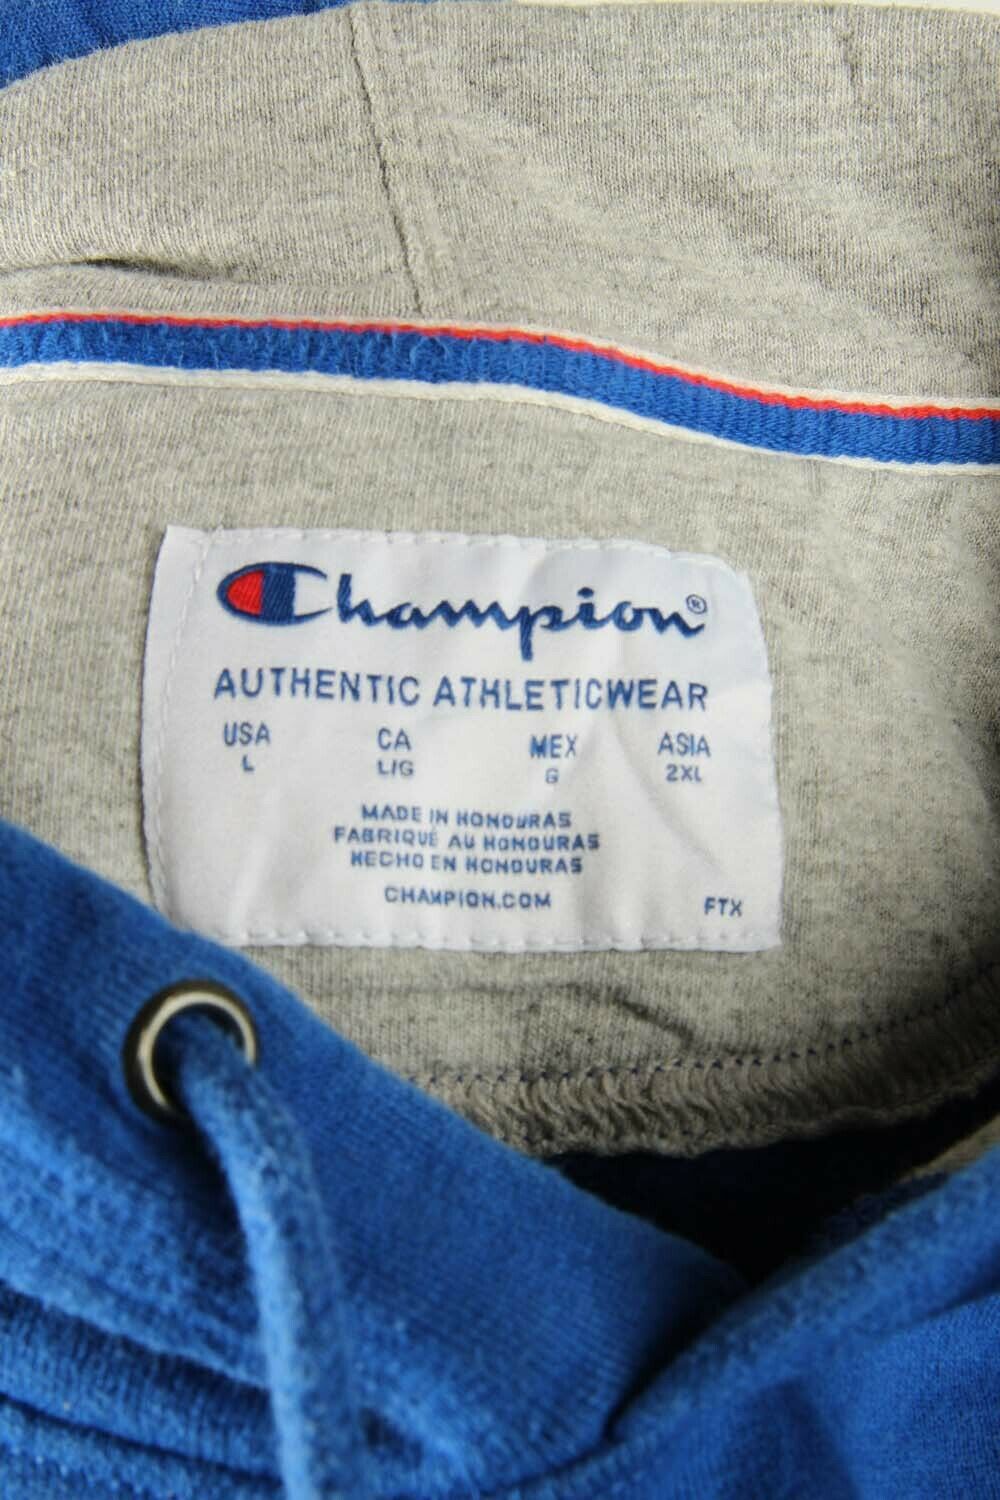 Champion®
AUTHENTIC ATHLETICWEAR
USA CA MEX ASIA
L L/G G 2XL
MADE IN HONDURAS
FABRIQUÉ AU HONDURAS
HECHO EN HONDURAS
CHAMPION.COM
FTX